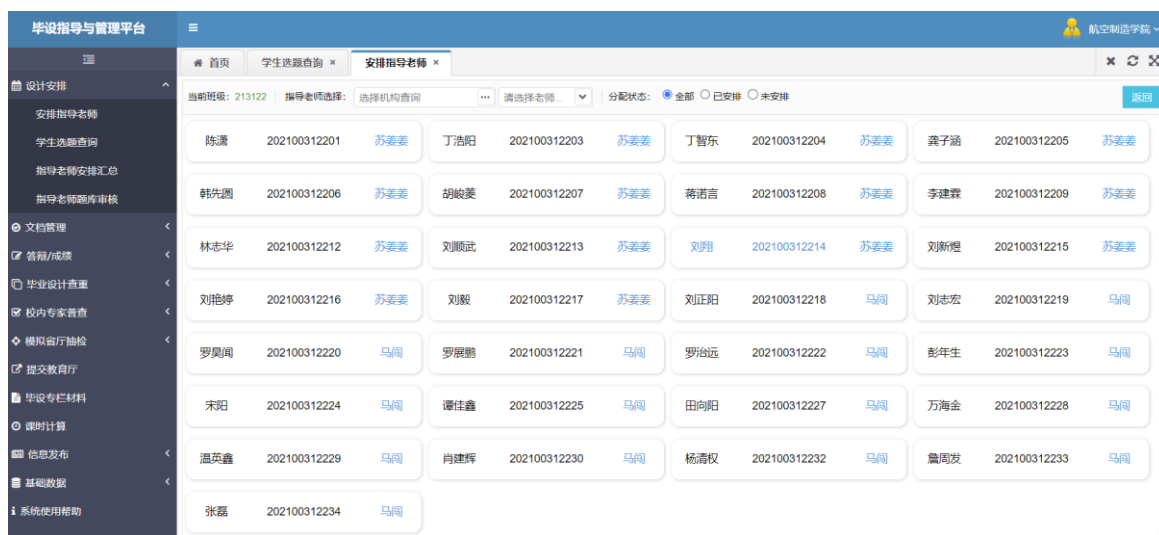 毕设指导与管理平台
航空制造学院
首页 学生选题查询 × 安排指导老师 ×
设计安排
安排指导老师
学生选题查询
指导老师安排汇总
指导老师题库审核
文档管理
答辩/成绩
毕业设计查重
校内专家普查
模拟省厅抽检
提交教育厅
毕设专栏材料
课时计算
信息发布
基础数据
系统使用帮助
当前班级: 213122 指导老师选择: 选择机构查询 ... 请选择老师... 分配状态: 全部 已安排 未安排 返回
陈潇 202100312201 苏姜姜 丁浩阳 202100312203 苏姜姜 丁智东 202100312204 苏姜姜 龚子涵 202100312205 苏姜姜
韩先圆 202100312206 苏姜姜 胡峻菱 202100312207 苏姜姜 蒋诺言 202100312208 苏姜姜 李建霖 202100312209 苏姜姜
林志华 202100312212 苏姜姜 刘顺武 202100312213 苏姜姜 刘翔 202100312214 苏姜姜 刘新煜 202100312215 苏姜姜
刘艳婷 202100312216 苏姜姜 刘毅 202100312217 苏姜姜 刘正阳 202100312218 马闯 刘志宏 202100312219 马闯
罗昊闻 202100312220 马闯 罗展鹏 202100312221 马闯 罗治远 202100312222 马闯 彭年生 202100312223 马闯
宋阳 202100312224 马闯 谭佳鑫 202100312225 马闯 田向阳 202100312227 马闯 万海金 202100312228 马闯
温英鑫 202100312229 马闯 肖建辉 202100312230 马闯 杨清权 202100312232 马闯 詹周发 202100312233 马闯
张磊 202100312234 马闯